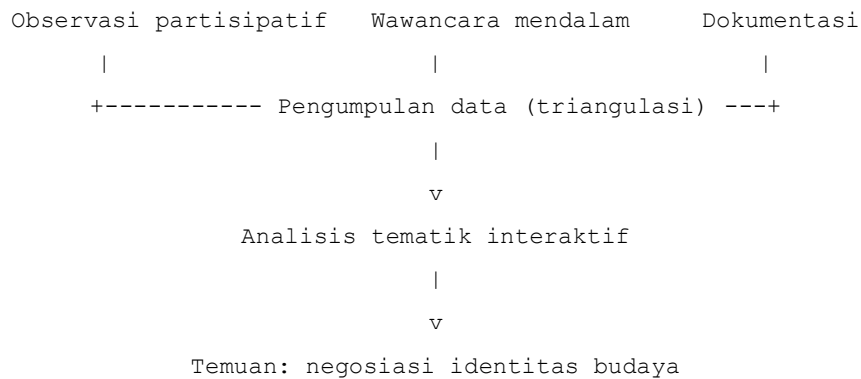 Observasi partisipatif   Wawancara mendalam   Dokumentasi
|   |   |
+----------- Pengumpulan data (triangulasi) ---+
|
v
Analisis tematik interaktif
|
v
Temuan: negosiasi identitas budaya